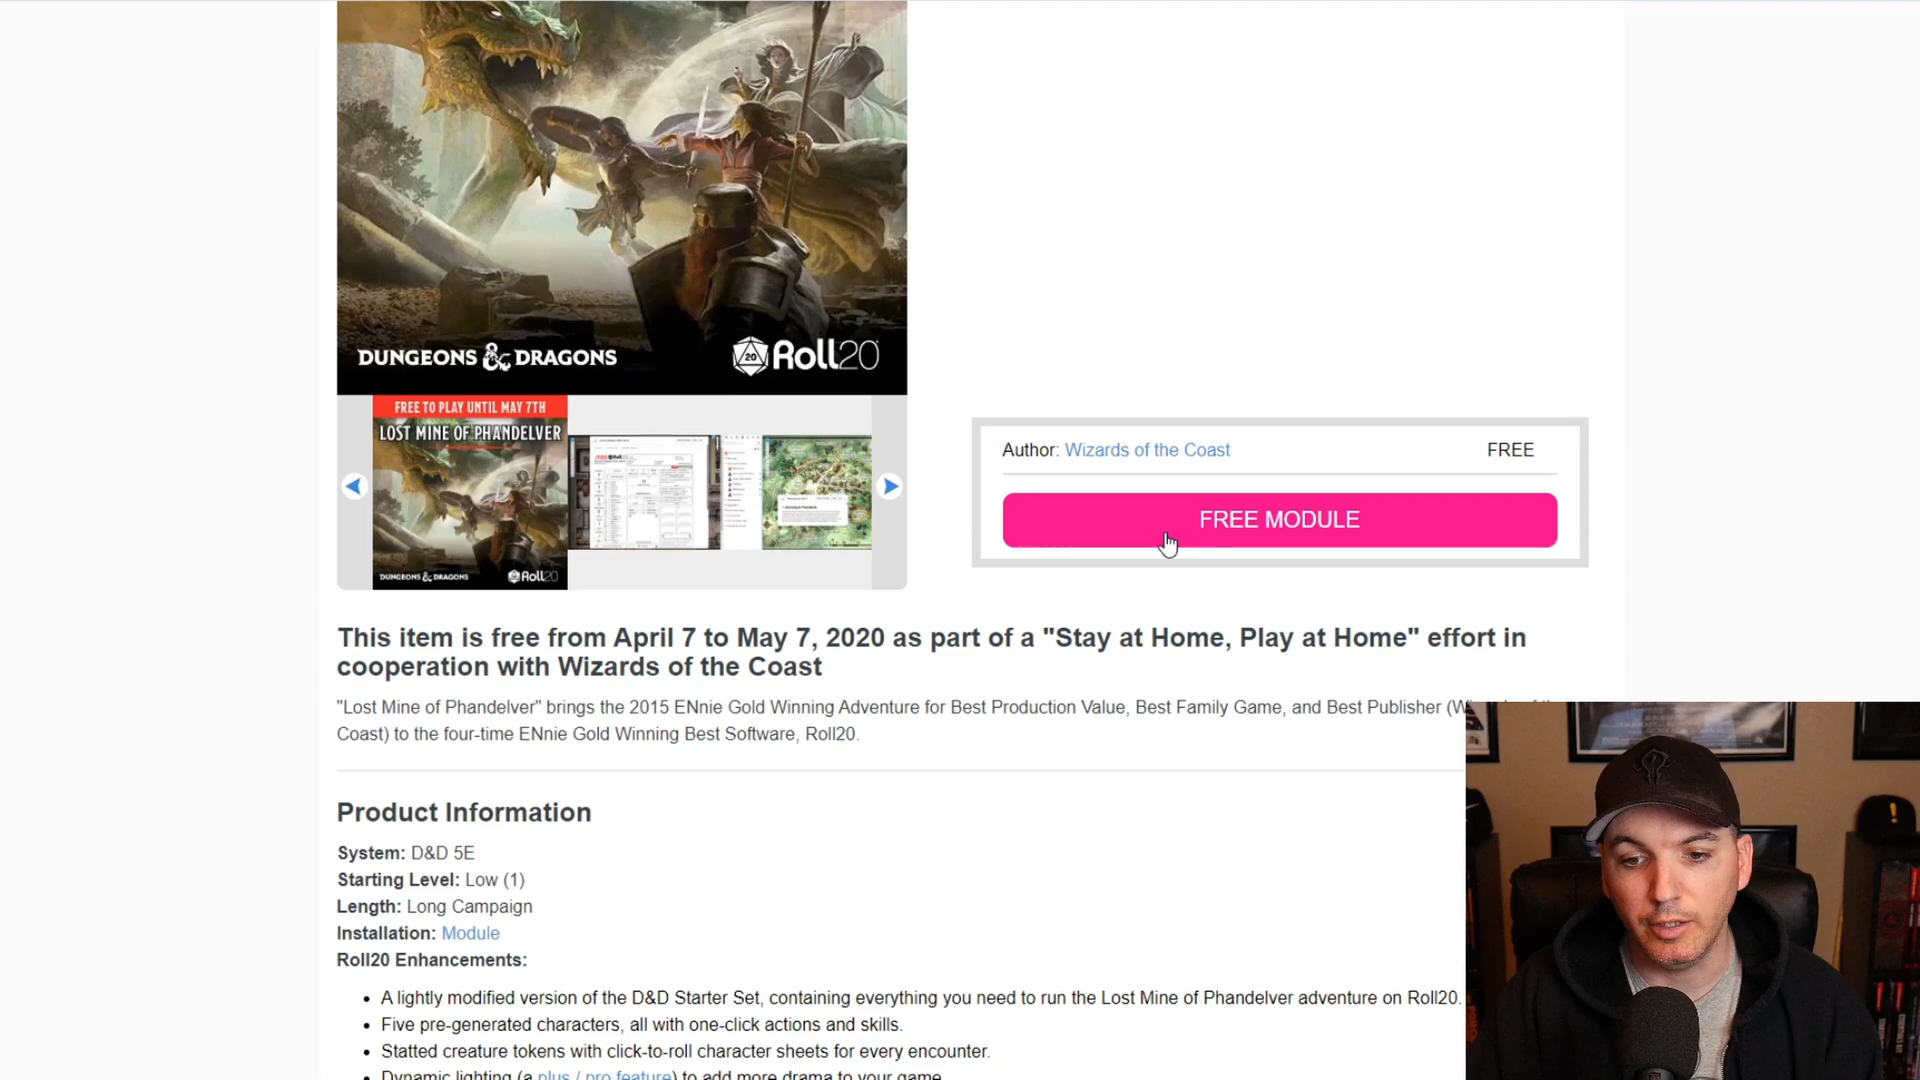 DUNGEONS & DRAGONS
20 Roll20
FREE TO PLAY UNTIL MAY 7TH
LOST MINE OF PHANDELVER
DUNGEONS & DRAGONS
Roll20
Author: Wizards of the Coast FREE
FREE MODULE
This item is free from April 7 to May 7, 2020 as part of a "Stay at Home, Play at Home" effort in
cooperation with Wizards of the Coast
"Lost Mine of Phandelver" brings the 2015 ENnie Gold Winning Adventure for Best Production Value, Best Family Game, and Best Publisher
Coast) to the four-time ENnie Gold Winning Best Software, Roll20.
Product Information
System: D&D 5E
Starting Level: Low (1)
Length: Long Campaign
Installation: Module
Roll20 Enhancements:
• A lightly modified version of the D&D Starter Set, containing everything you need to run the Lost Mine of Phandelver adventure on Roll20.
• Five pre-generated characters, all with one-click actions and skills.
• Statted creature tokens with click-to-roll character sheets for every encounter.
• Dynamic lighting (a plus / pro feature) to add more drama to your game